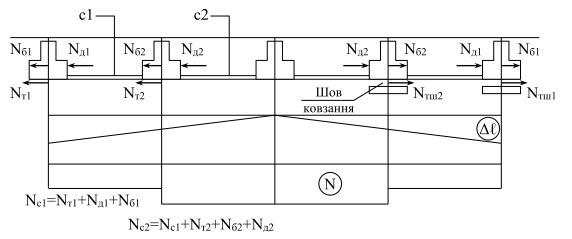 c1 c2
Nб1 Nд1 Nб2 Nд2 Nд2 Nб2 Nд1 Nб1
Nт1 Nт2 Шов ковзання Nтш2 Nтш1
Δℓ
N
Nc1=Nт1+Nд1+Nб1
Nc2=Nc1+Nт2+Nб2+Nд2